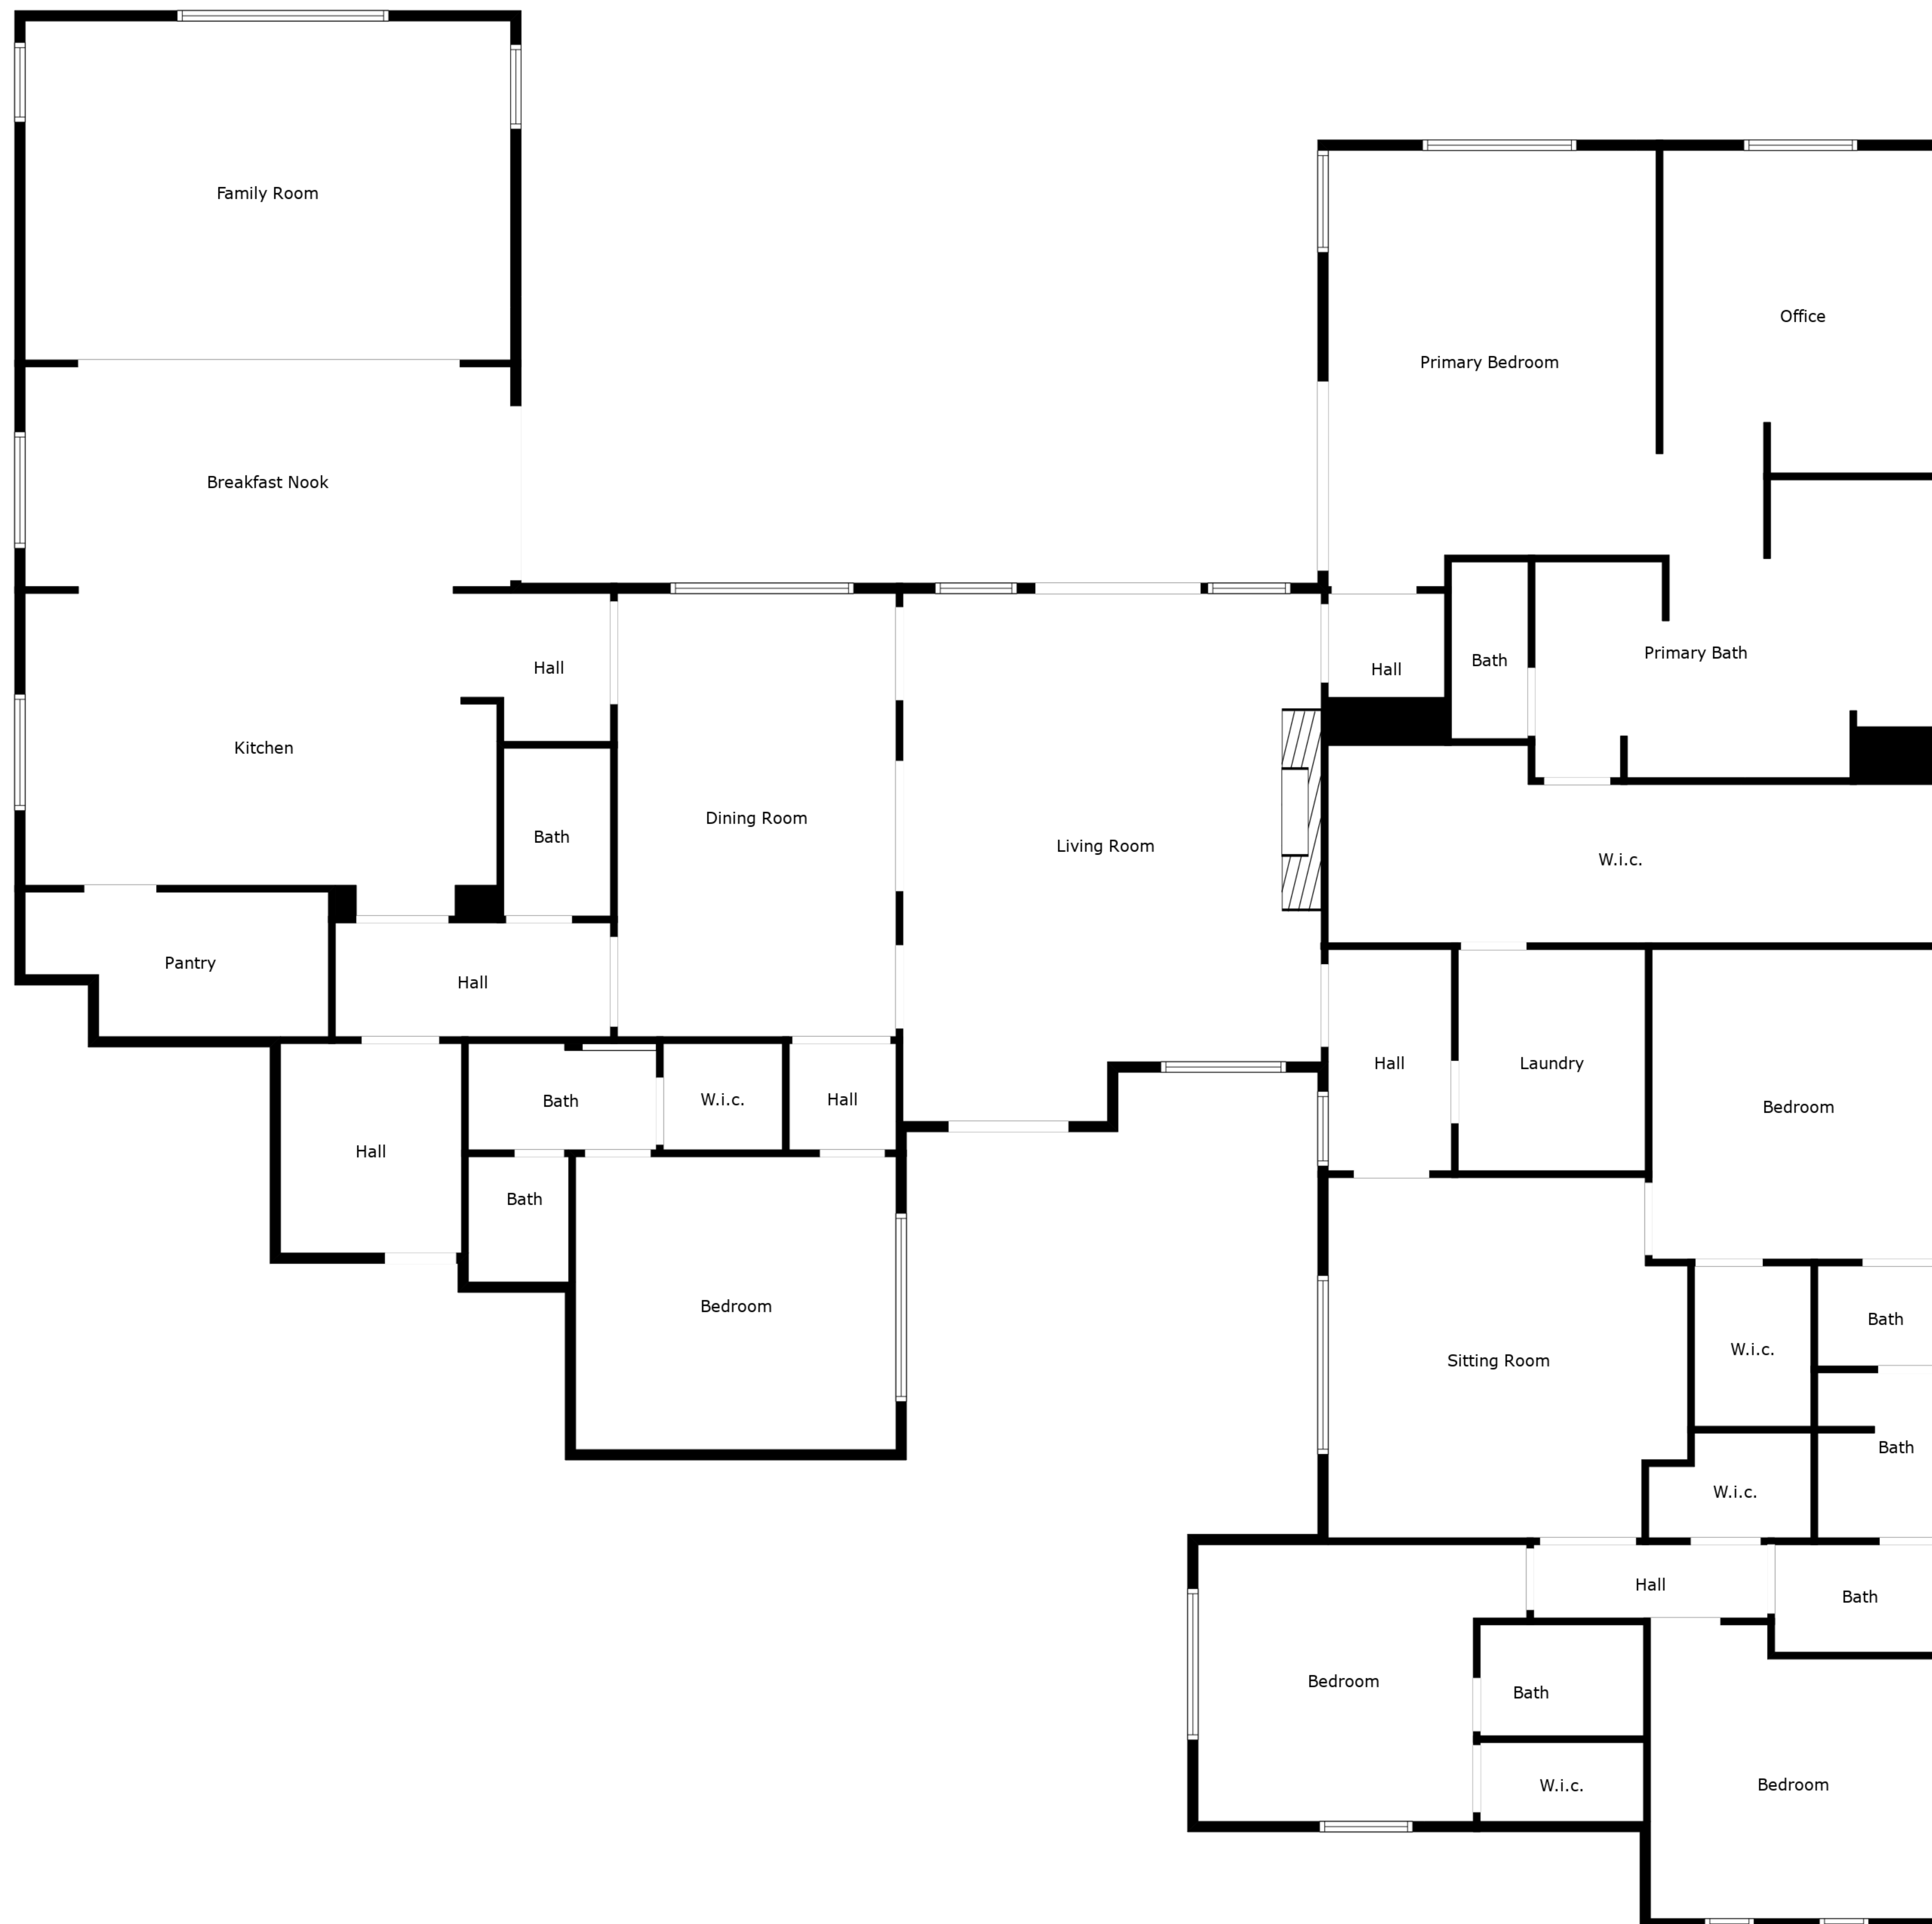 Family Room
Office
Primary Bedroom
Breakfast Nook
Primary Bath
Bath
Hall
Hall
Kitchen
Dining Room
Bath
Living Room
W.i.c.
Pantry
Hall
Hall
Laundry
Bath
W.i.c.
Hall
Bedroom
Hall
Bath
Bedroom
Bath
W.i.c.
Sitting Room
Bath
W.i.c.
Hall
Bath
Bedroom
Bath
W.i.c.
Bedroom